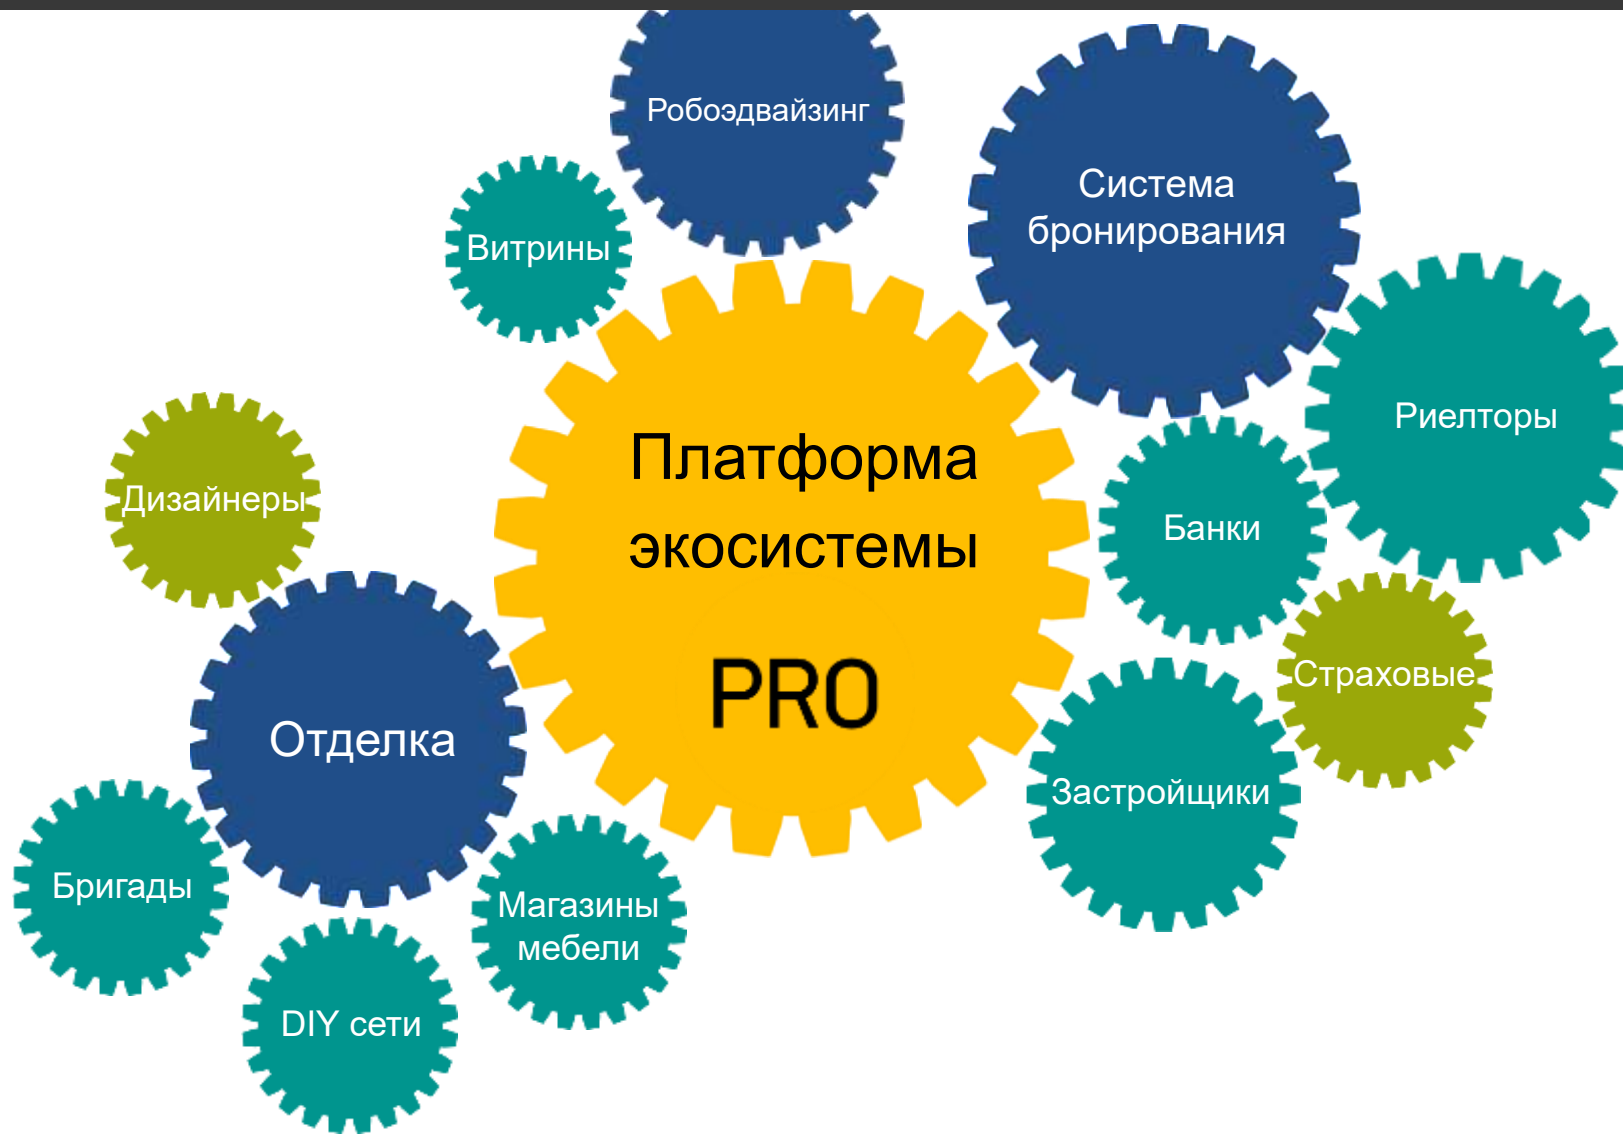 Робоэдвайзинг
Система
бронирования
Витрины
Риелторы
Платформа
экосистемы
PRO
Дизайнеры
Банки
Страховые
Отделка
Застройщики
Бригады
Магазины
мебели
DIY сети